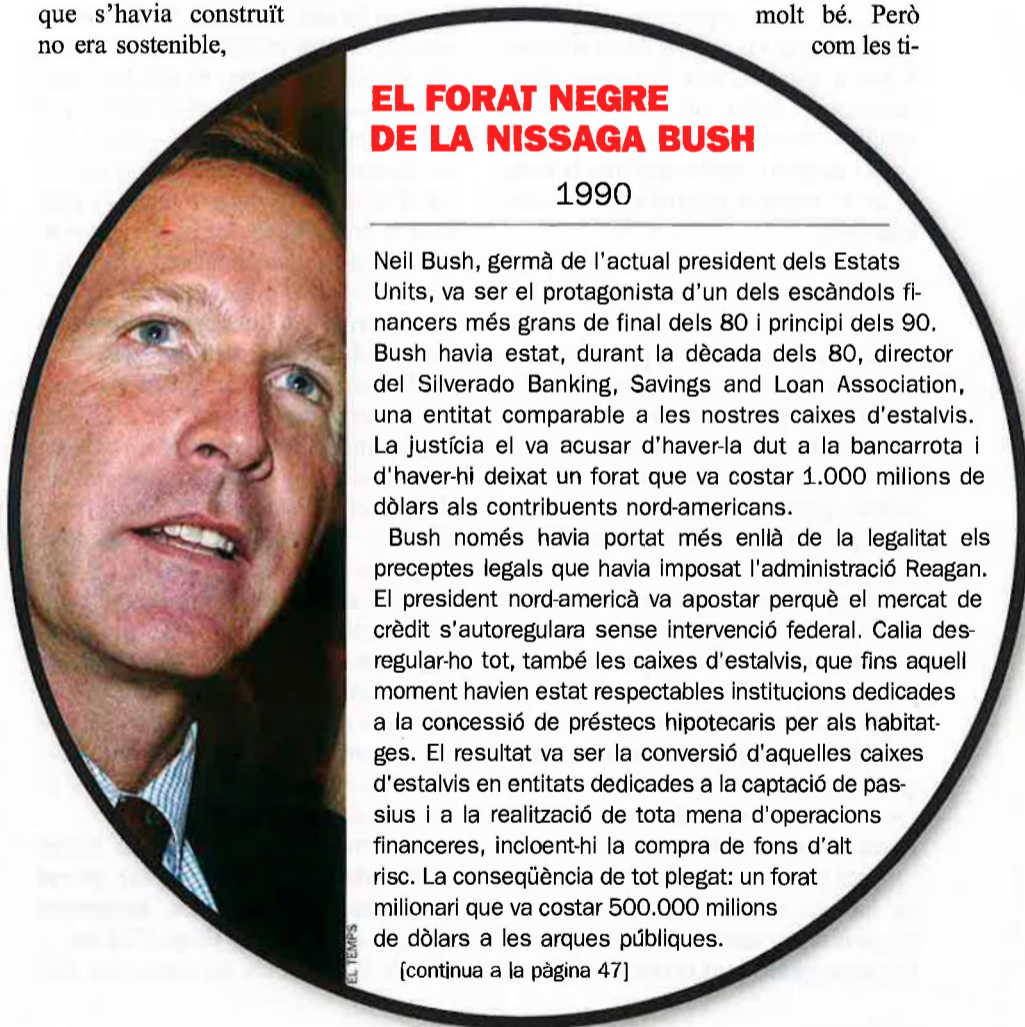 que s'havia construït
no era sostenible,
molt bé. Però
com les ti-
EL FORAT NEGRE
DE LA NISSAGA BUSH
1990
Neil Bush, germà de l'actual president dels Estats
Units, va ser el protagonista d'un dels escàndols fi-
nancers més grans de final dels 80 i principi dels 90.
Bush havia estat, durant la dècada dels 80, director
del Silverado Banking, Savings and Loan Association,
una entitat comparable a les nostres caixes d'estalvis.
La justícia el va acusar d'haver-la dut a la bancarrota i
d'haver-hi deixat un forat que va costar 1.000 milions de
dòlars als contribuents nord-americans.
Bush només havia portat més enllà de la legalitat els
preceptes legals que havia imposat l'administració Reagan.
El president nord-americà va apostar perquè el mercat de
crèdit s'autoregulara sense intervenció federal. Calia des-
regular-ho tot, també les caixes d'estalvis, que fins aquell
moment havien estat respectables institucions dedicades
a la concessió de préstecs hipotecaris per als habitat-
ges. El resultat va ser la conversió d'aquelles caixes
d'estalvis en entitats dedicades a la captació de pas-
sius i a la realització de tota mena d'operacions
financeres, incloent-hi la compra de fons d'alt
risc. La conseqüència de tot plegat: un forat
milionari que va costar 500.000 milions
de dòlars a les arques públiques.
[continua a la pàgina 47]
EL TEMPS